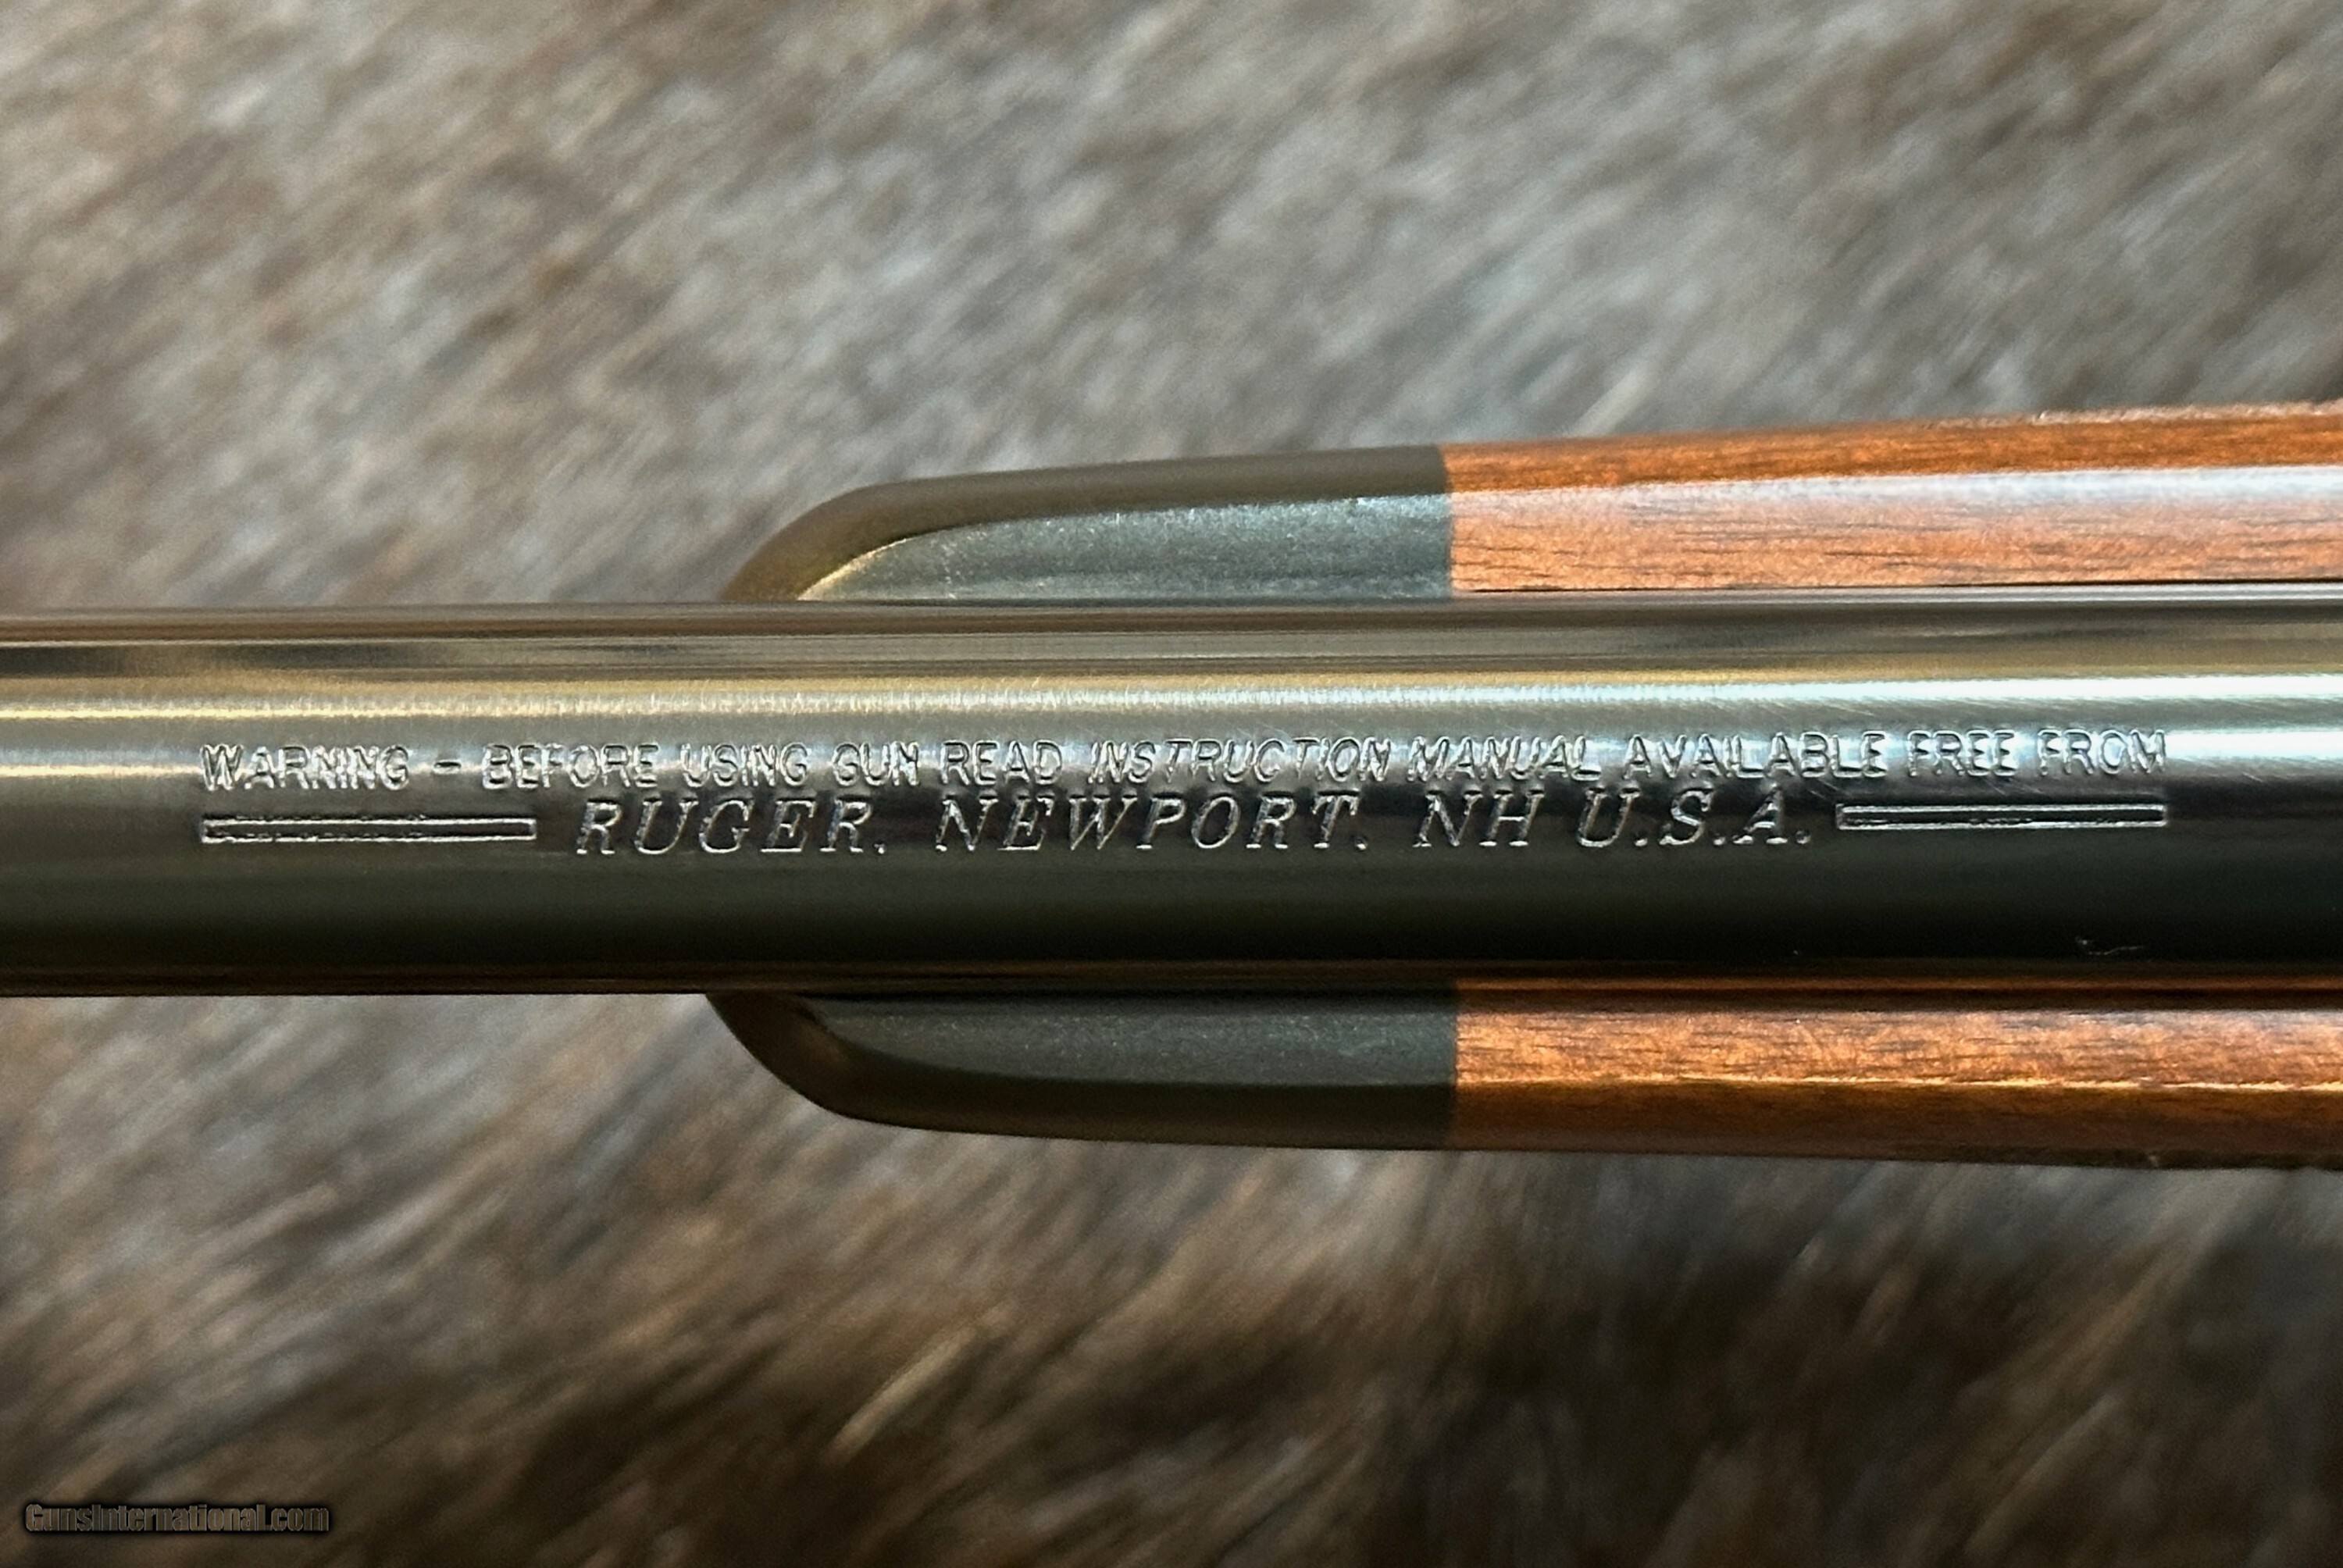 WARNING - BEFORE USING GUN READ INSTRUCTION MANUAL AVAILABLE FREE FROM
RUGER, NEWPORT, NH U.S.A.
GunsInternational.com